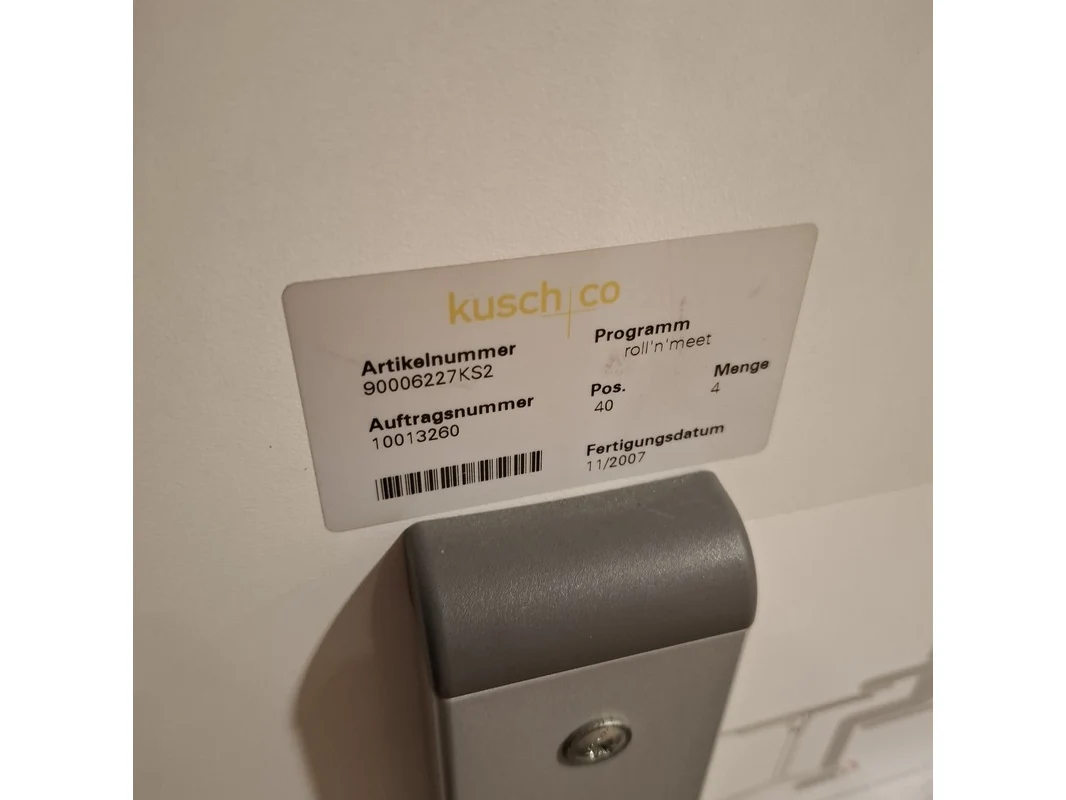 kusch co
Artikelnummer
90006227KS2
Programm
roll'n'meet
Auftragsnummer
10013260
Pos.
40
Menge
4
Fertigungsdatum
11/2007